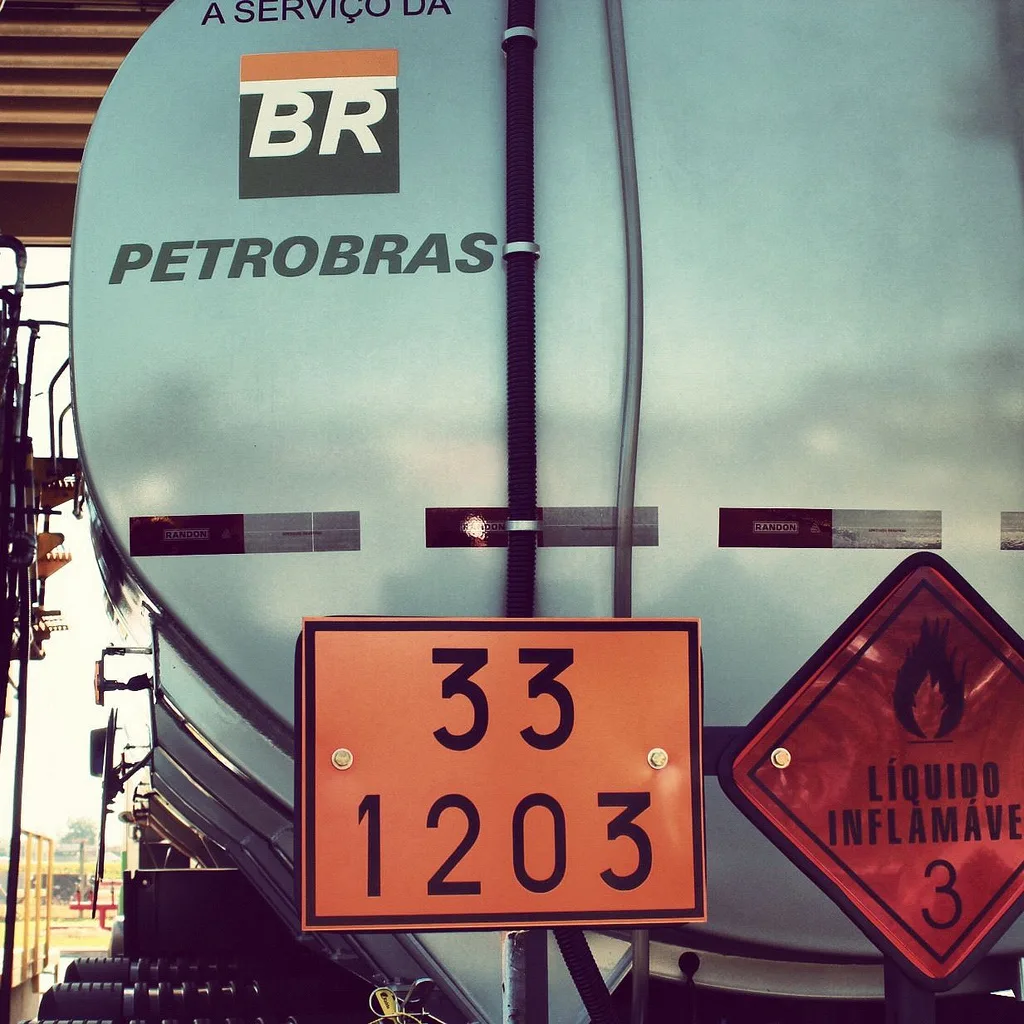 A SERVIÇO DA
BR
PETROBRAS
RANDON
RANDON
RANDON
33
1203
LÍQUIDO
INFLAMÁVE
3